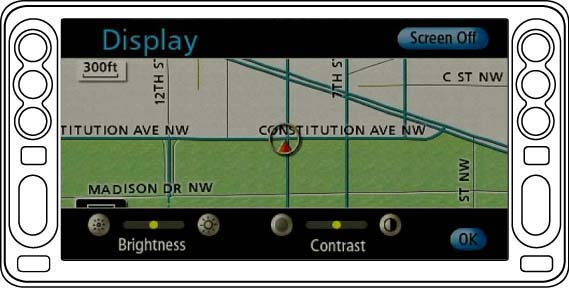 Display
Screen Off
300ft
12TH ST
7TH S
C ST NW
TITUTION AVE NW
CONSTITUTION AVE NW
MADISON DR NW
ST NW
Brightness
Contrast
OK